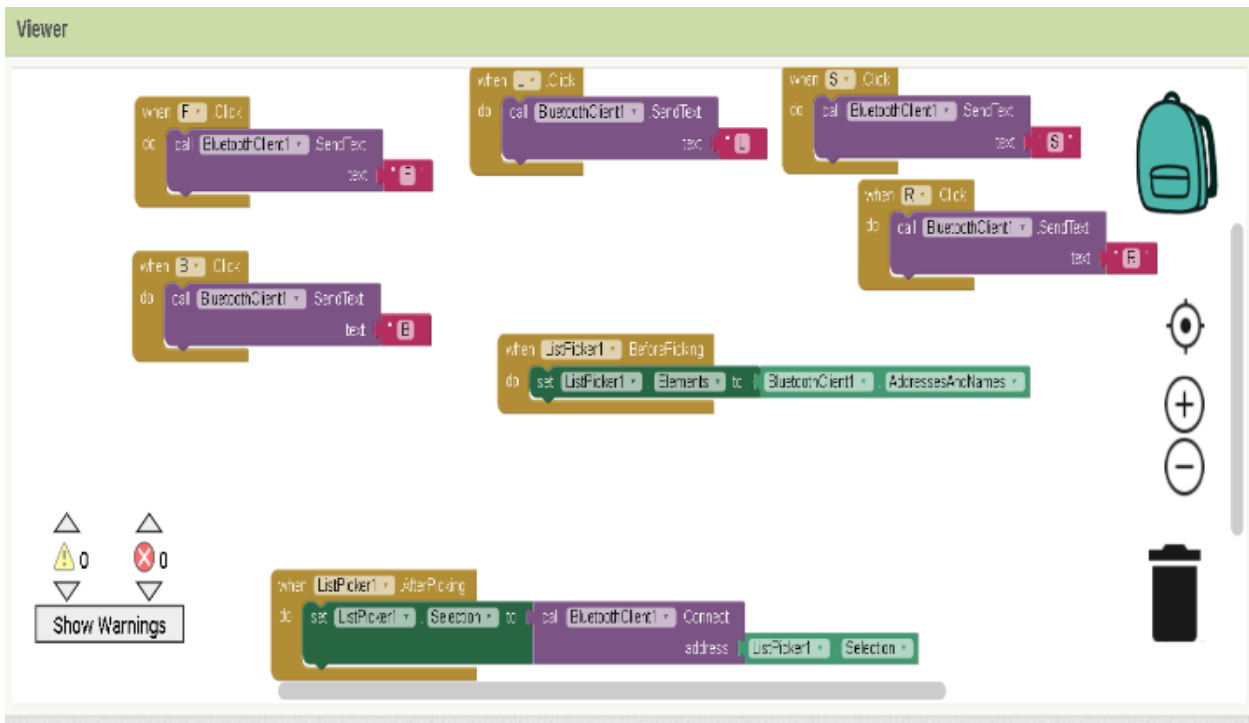 Viewer
when F .Click
do call BluetoothClient1 .SendText
text "F"
when L .Click
do call BluetoothClient1 .SendText
text "L"
when S .Click
do call BluetoothClient1 .SendText
text "S"
when R .Click
do call BluetoothClient1 .SendText
text "R"
when B .Click
do call BluetoothClient1 .SendText
text "B"
when ListPicker1 .BeforePicking
do set ListPicker1 . Elements to BluetoothClient1 . AddressesAndNames
0 0
Show Warnings
when ListPicker1 .AfterPicking
do set ListPicker1 . Selection to call BluetoothClient1 .Connect
address ListPicker1 . Selection